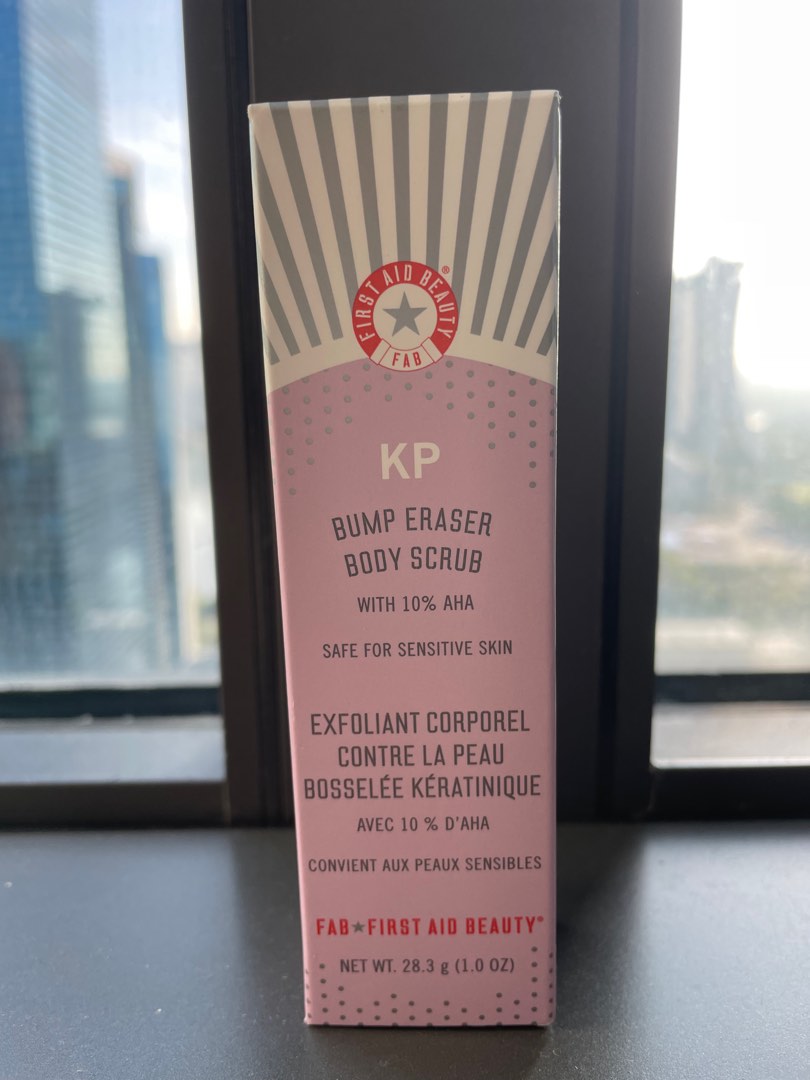 FIRST AID BEAUTY®
FAB
KP
BUMP ERASER
BODY SCRUB
WITH 10% AHA
SAFE FOR SENSITIVE SKIN
EXFOLIANT CORPOREL
CONTRE LA PEAU
BOSSELÉE KÉRATINIQUE
AVEC 10 % D'AHA
CONVIENT AUX PEAUX SENSIBLES
FAB★FIRST AID BEAUTY®
NET WT. 28.3 g (1.0 OZ)